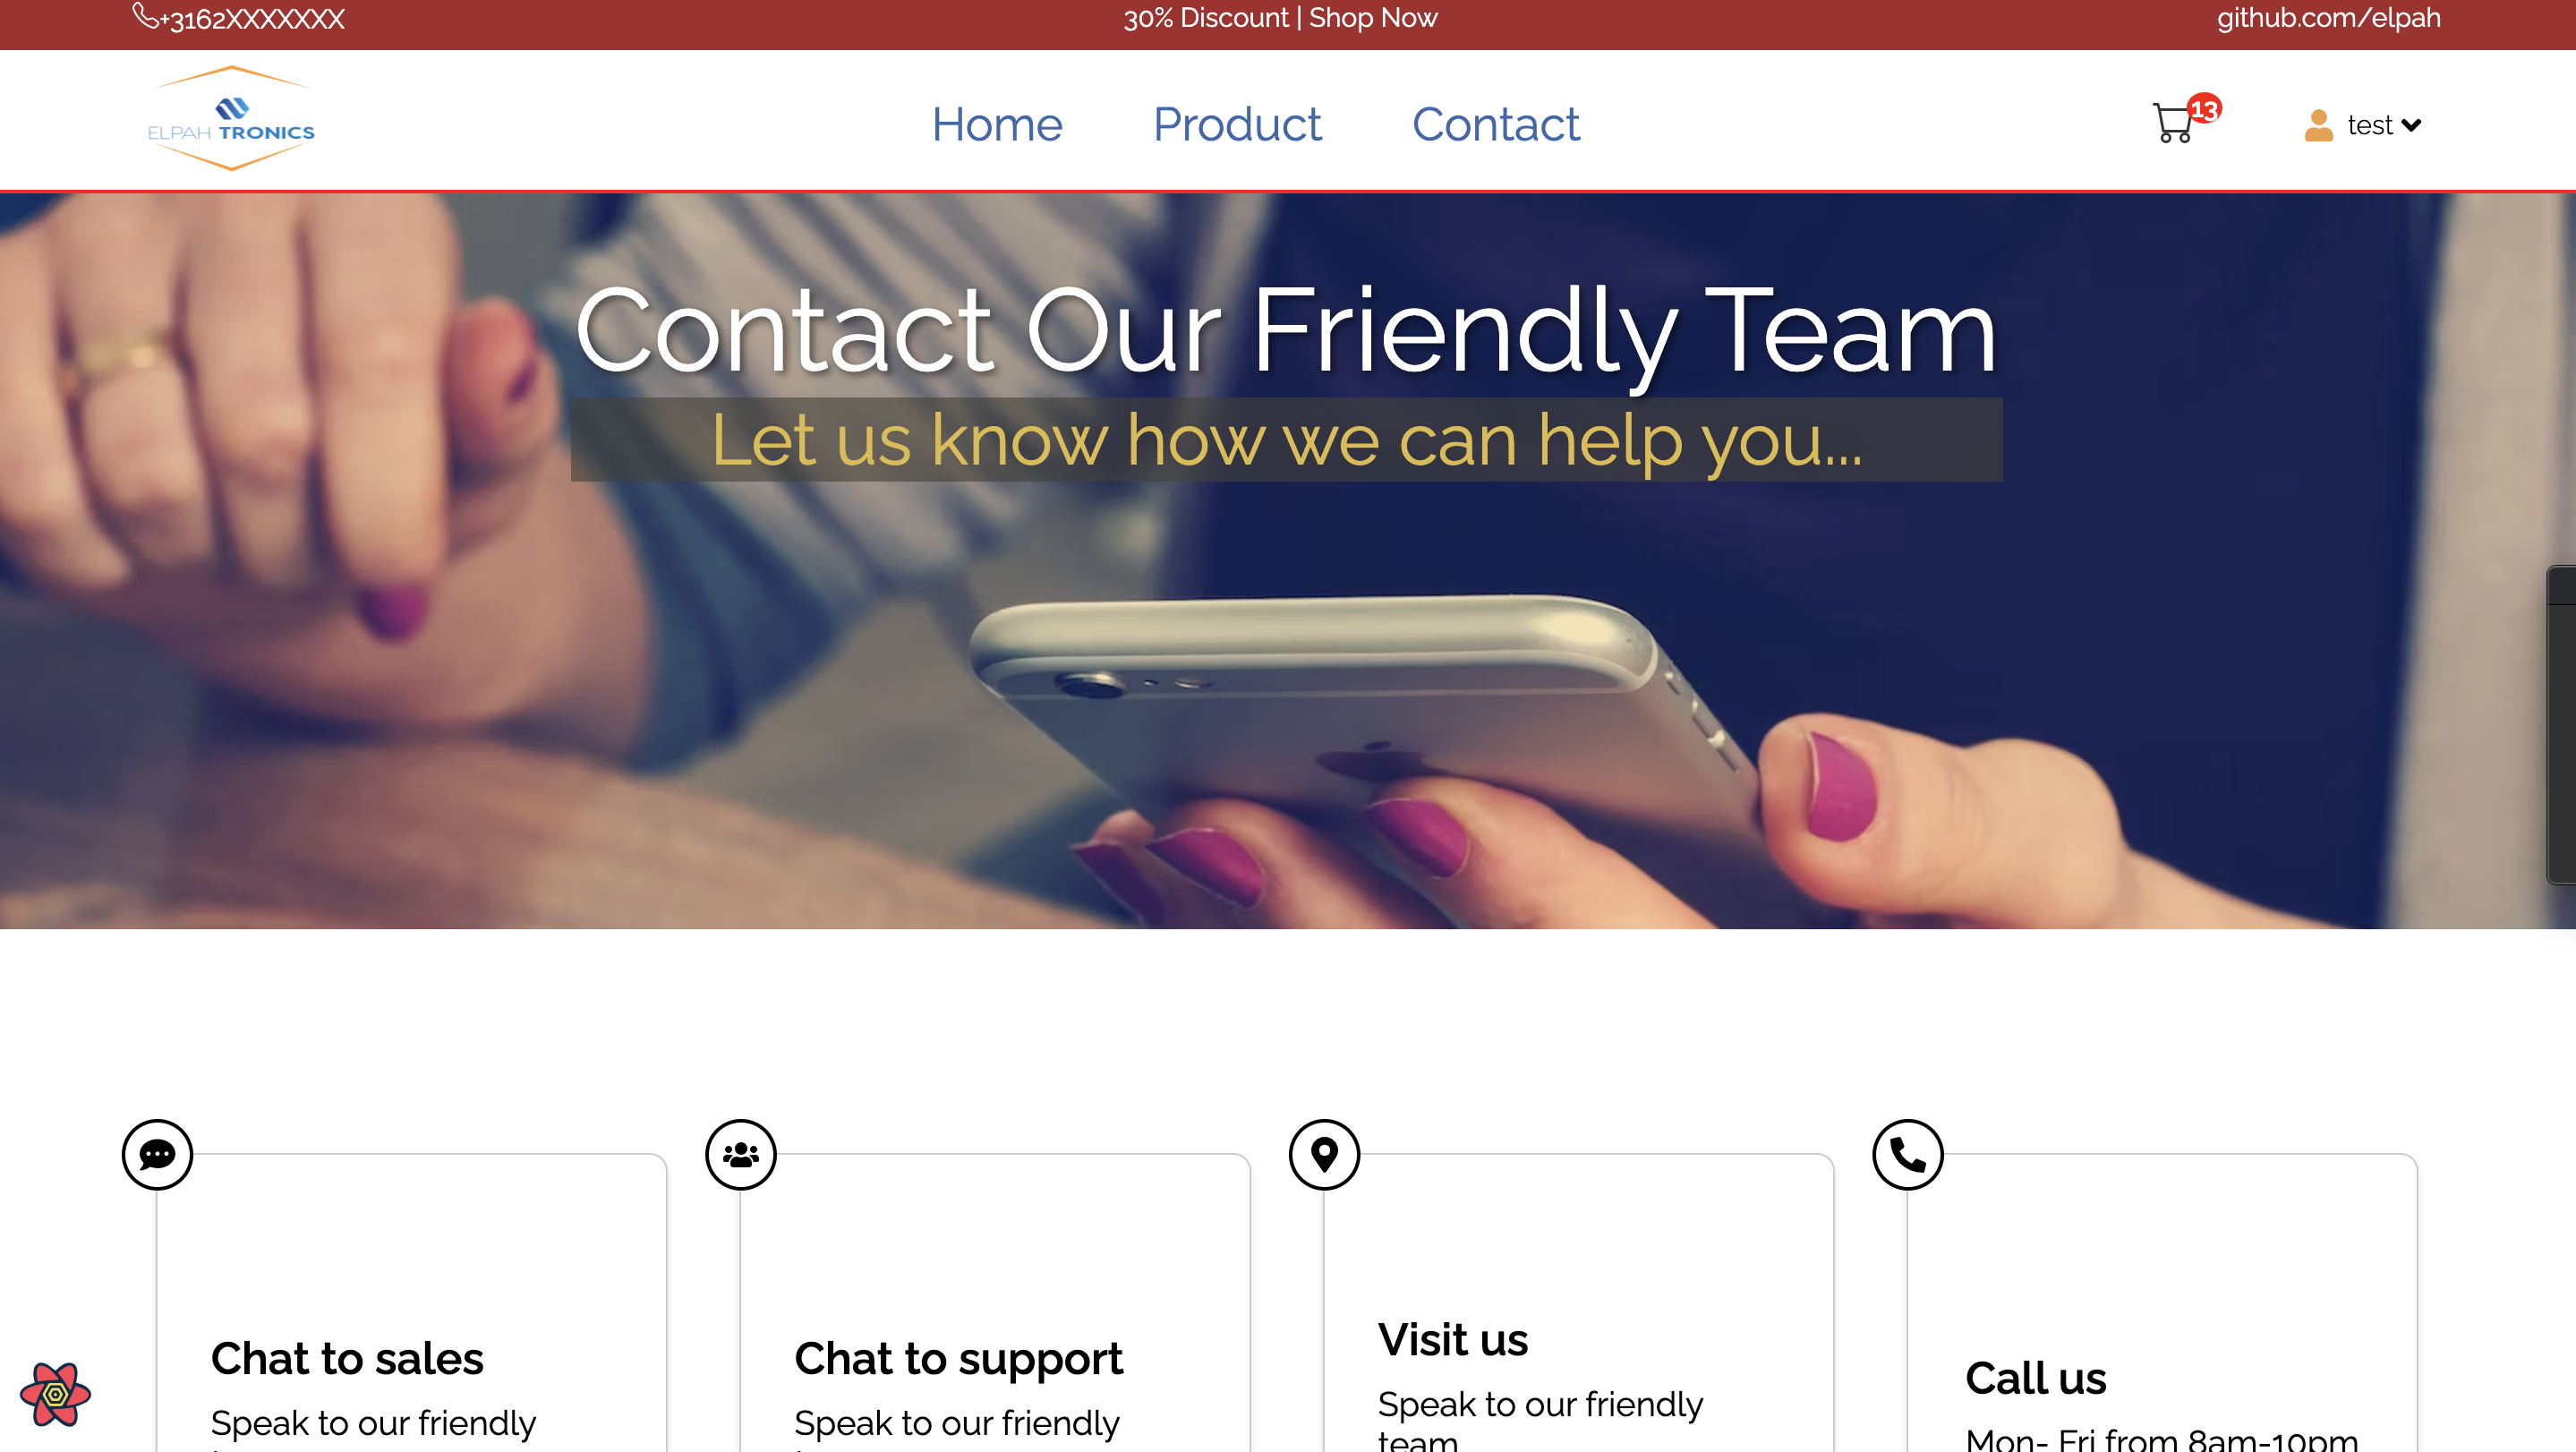 +3162XXXXXXX
30% Discount | Shop Now
github.com/elpah
ELPAH TRONICS
Home
Product
Contact
13
test
Contact Our Friendly Team
Let us know how we can help you...
Chat to sales
Speak to our friendly
Chat to support
Speak to our friendly
Visit us
Speak to our friendly
team
Call us
Mon- Fri from 8am-10pm